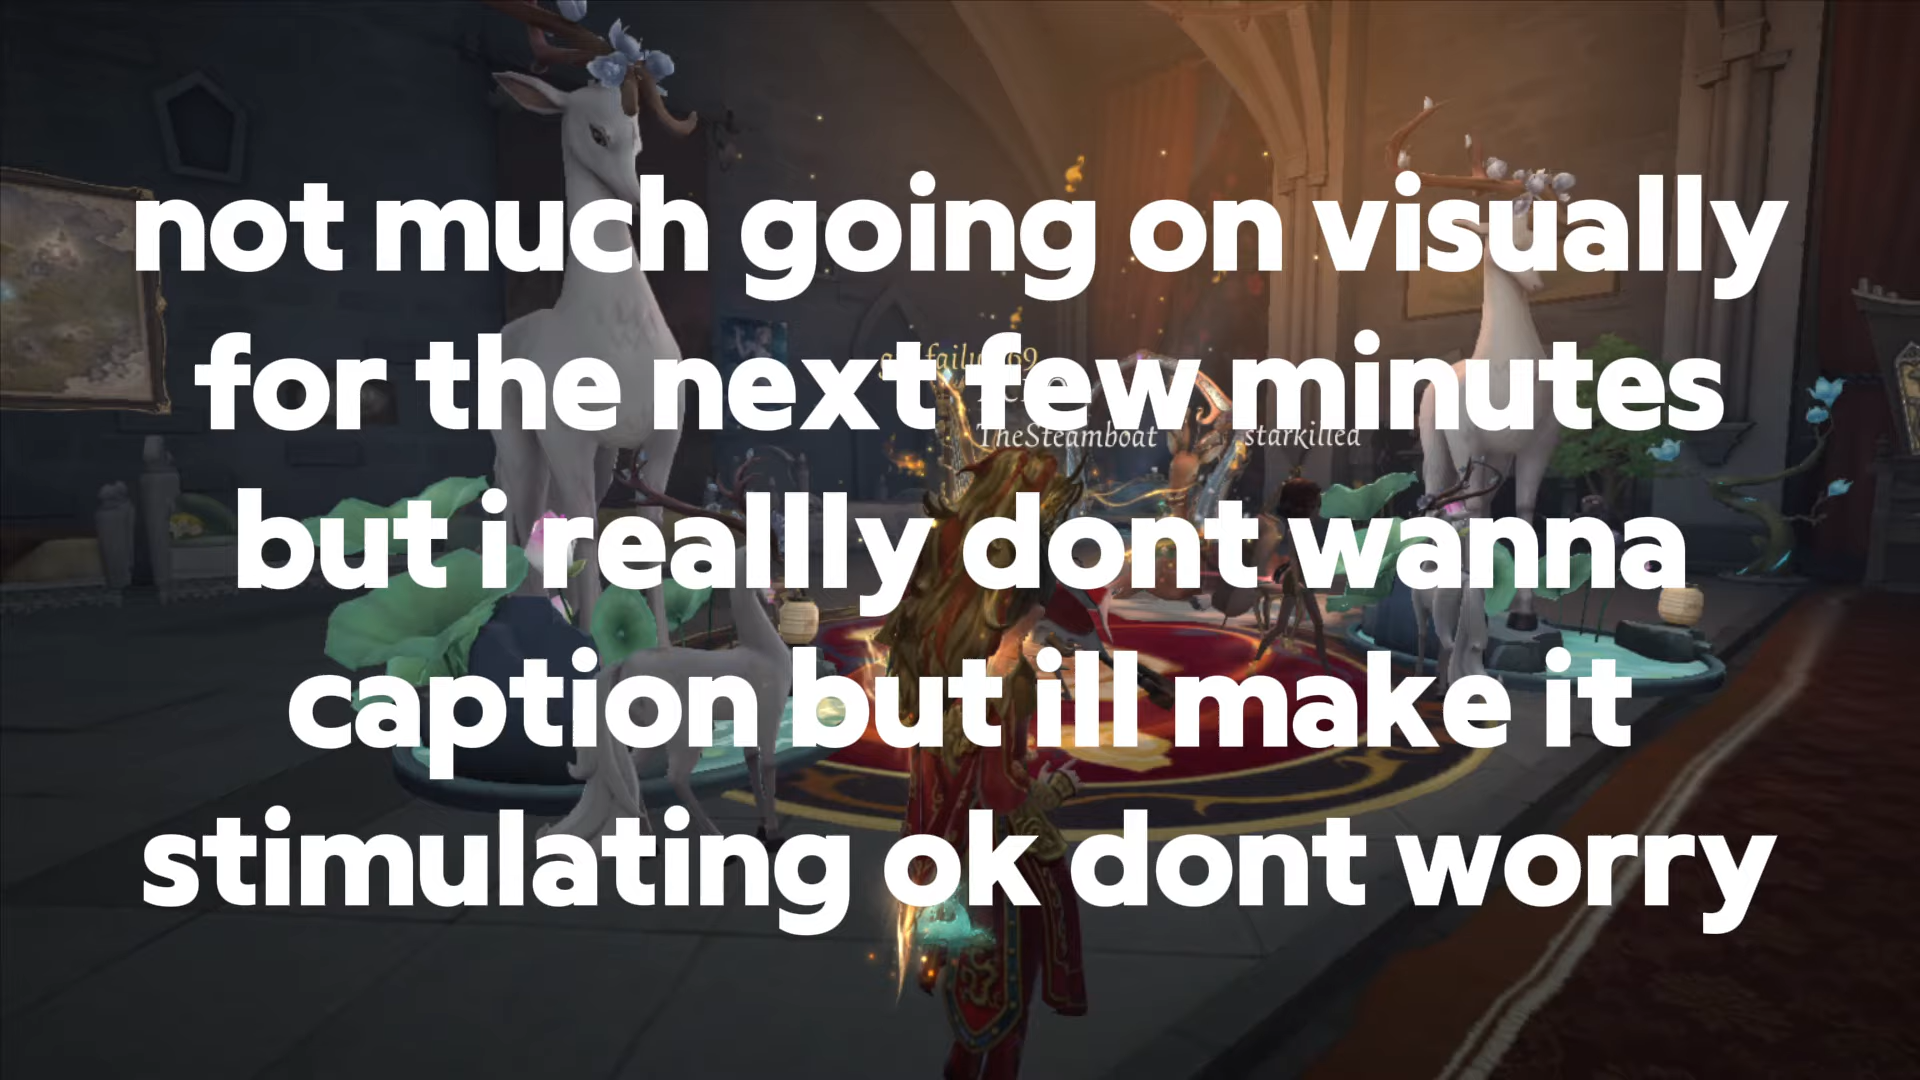 not much going on visually
for the next few minutes
but i reallly dont wanna
caption but ill make it
stimulating ok dont worry
TheSteamboat
starkilled